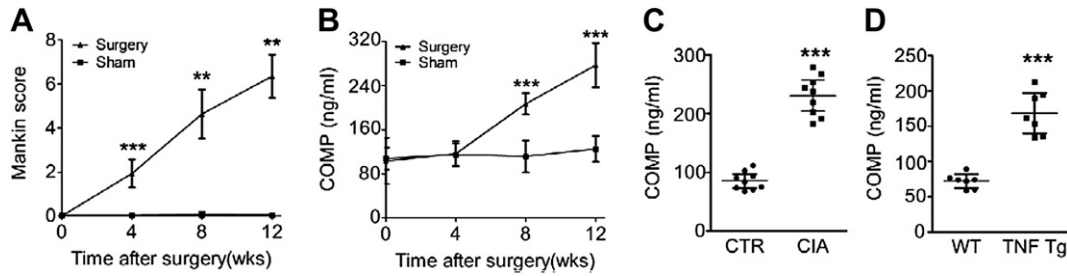 A
Mankin score
8
6
4
2
0
Surgery
Sham
***
**
**
0 4 8 12
Time after surgery(wks)
B
COMP (ng/ml)
320
240
160
80
0
Surgery
Sham
***
***
0 4 8 12
Time after surgery(wks)
C
COMP (ng/ml)
300
200
100
0
***
CTR CIA
D
COMP (ng/ml)
250
200
150
100
50
0
***
WT TNF Tg